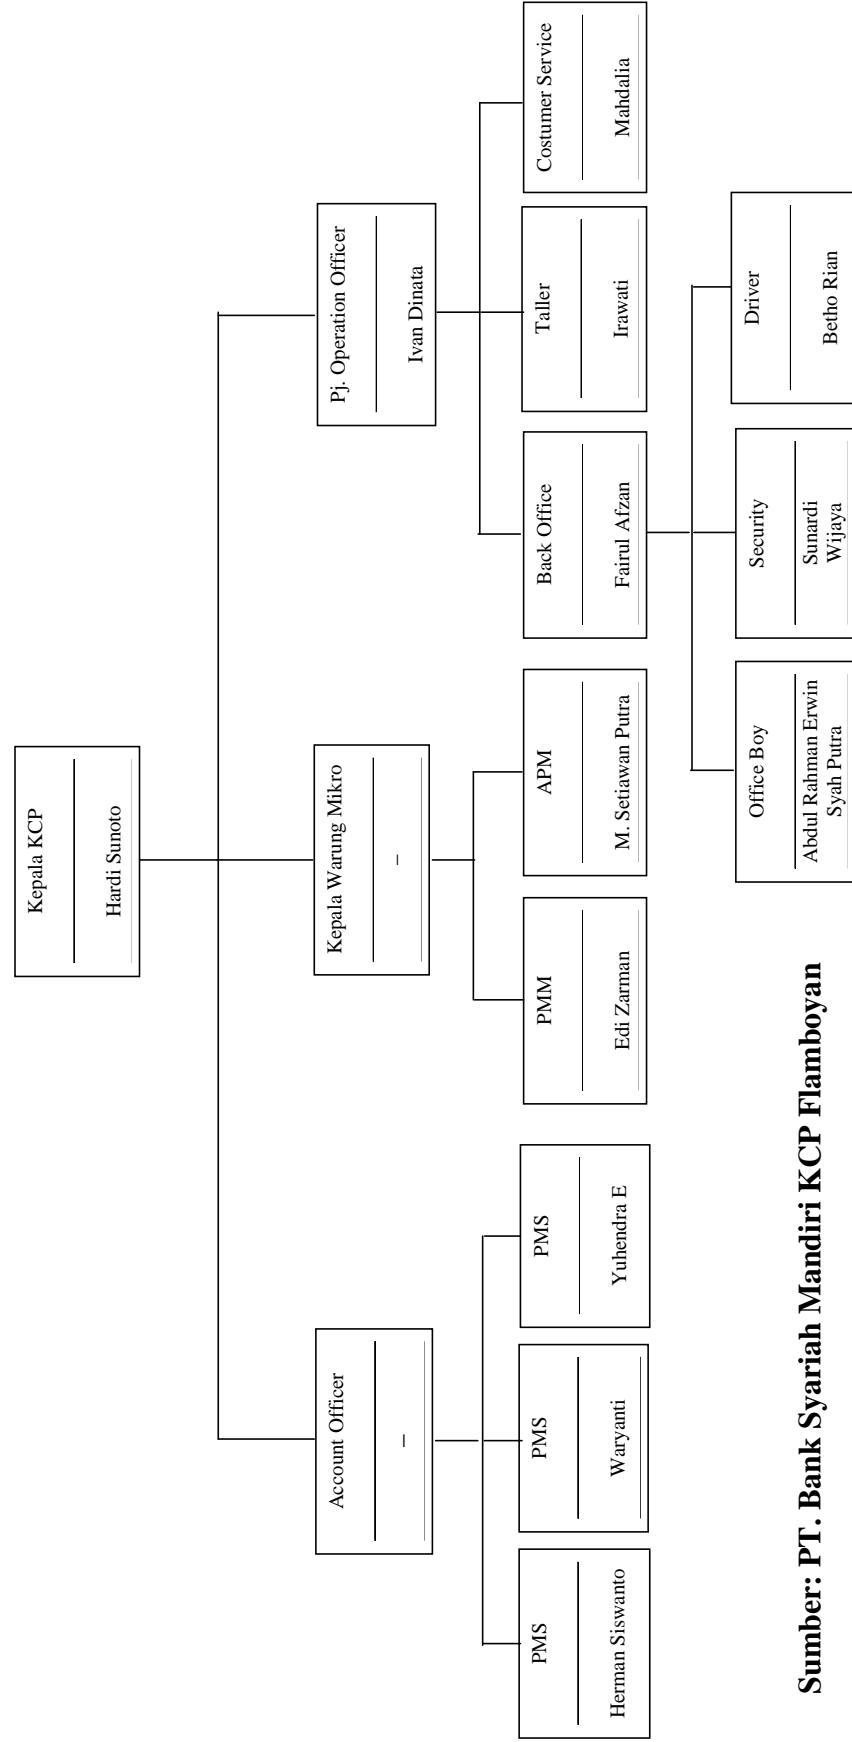 Kepala KCP
Hardi Sunoto
Account Officer
–
Kepala Warung Mikro
–
Pj. Operation Officer
Ivan Dinata
PMS
Herman Siswanto
PMS
Waryanti
PMS
Yuhendra E
PMM
Edi Zarman
APM
M. Setiawan Putra
Back Office
Fairul Afzan
Taller
Irawati
Costumer Service
Mahdalia
Office Boy
Abdul Rahman Erwin
Syah Putra
Security
Sunardi
Wijaya
Driver
Betho Rian
Sumber: PT. Bank Syariah Mandiri KCP Flamboyan